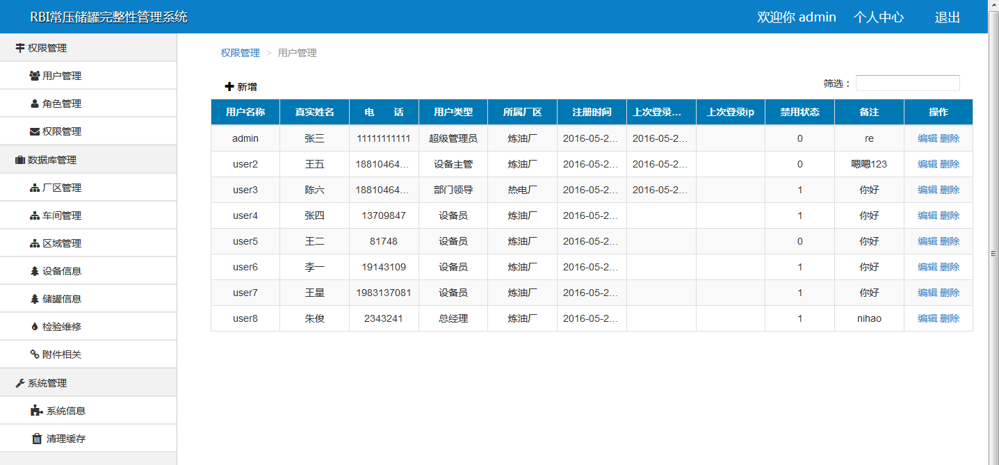 RBI常压储罐完整性管理系统
欢迎你 admin 个人中心 退出
权限管理
用户管理
角色管理
权限管理
数据库管理
厂区管理
车间管理
区域管理
设备信息
储罐信息
检验维修
附件相关
系统管理
系统信息
清理缓存
权限管理 > 用户管理
新增
筛选：
用户名称 真实姓名 电 话 用户类型 所属厂区 注册时间 上次登录... 上次登录ip 禁用状态 备注 操作
admin 张三 11111111111 超级管理员 炼油厂 2016-05-2... 2016-05-2... 0 re 编辑 删除
user2 王五 18810464... 设备主管 炼油厂 2016-05-2... 2016-05-2... 0 嗯嗯123 编辑 删除
user3 陈六 18810464... 部门领导 热电厂 2016-05-2... 2016-05-2... 1 你好 编辑 删除
user4 张四 13709847 设备员 炼油厂 2016-05-2... 1 你好 编辑 删除
user5 王二 81748 设备员 炼油厂 2016-05-2... 0 你好 编辑 删除
user6 李一 19143109 设备员 炼油厂 2016-05-2... 1 你好 编辑 删除
user7 王星 1983137081 设备员 炼油厂 2016-05-2... 1 你好 编辑 删除
user8 朱俊 2343241 总经理 炼油厂 2016-05-2... 1 nihao 编辑 删除